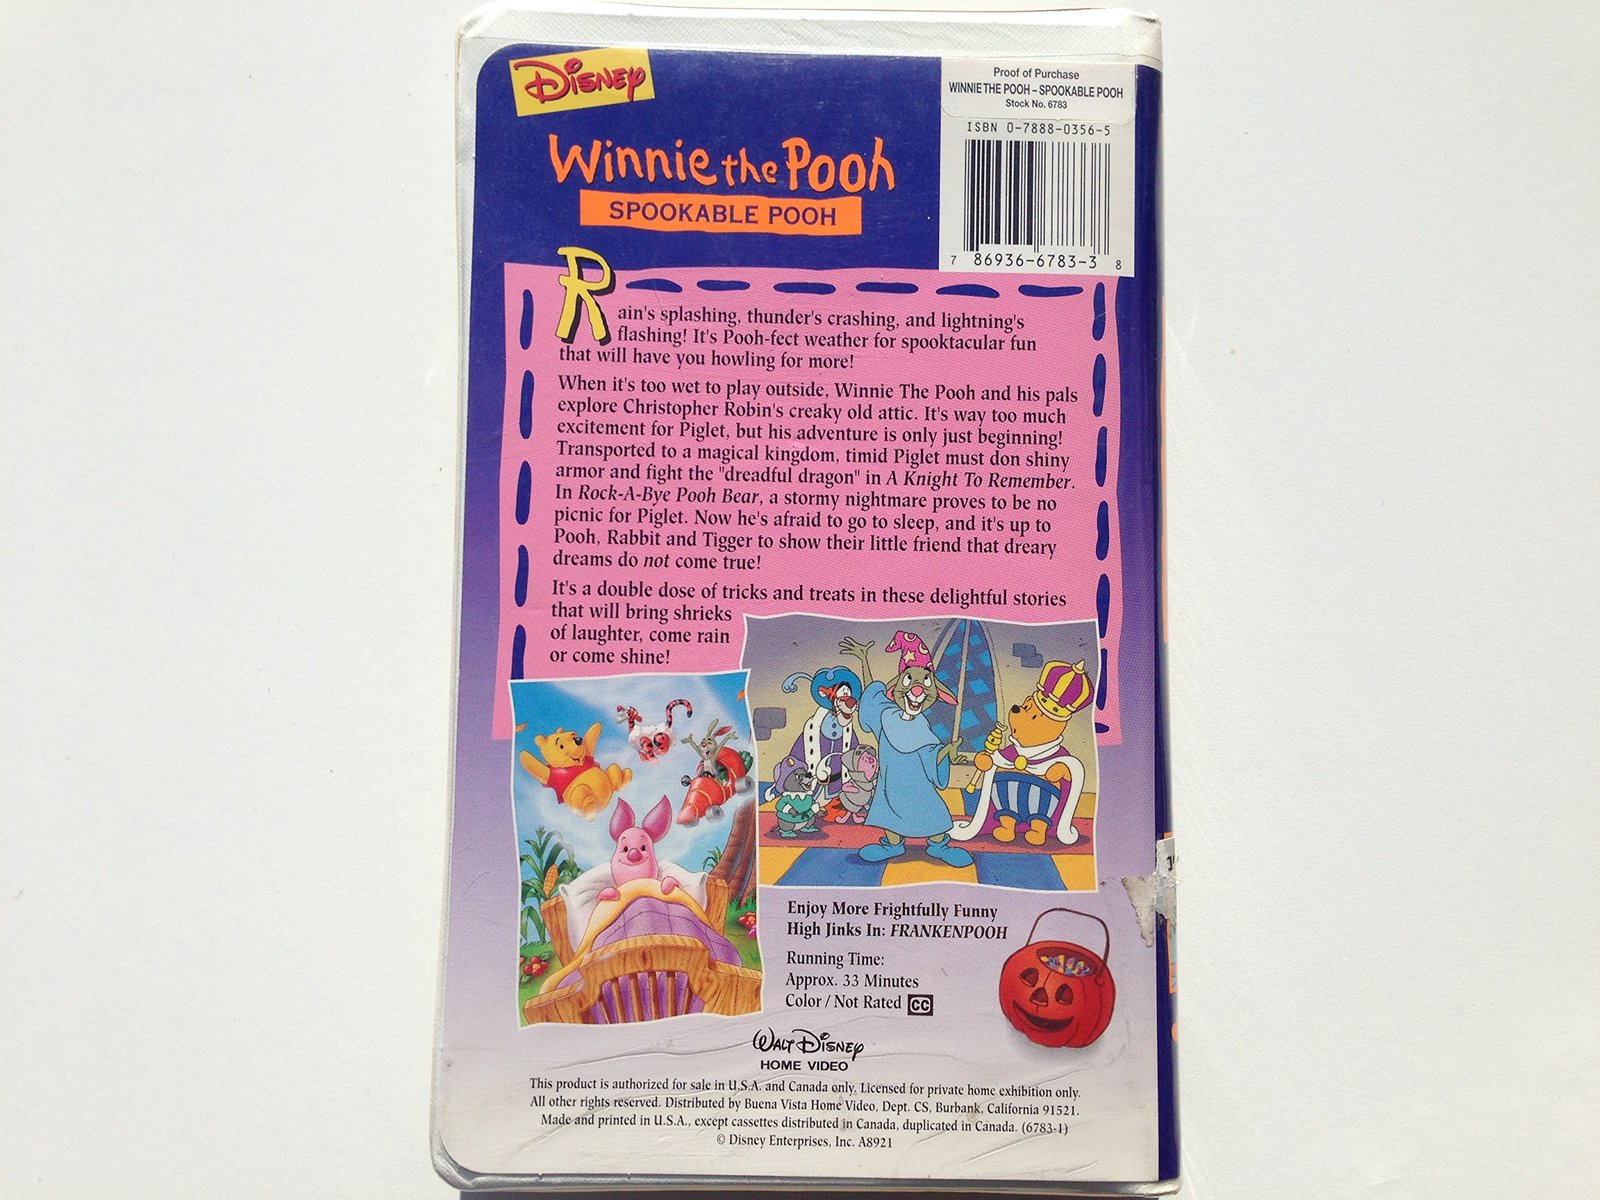 Disney
Proof of Purchase
WINNIE THE POOH – SPOOKABLE POOH
Stock No. 6783
ISBN 0-7888-0356-5
7 86936-6783-3 8
Winnie the Pooh
SPOOKABLE POOH
Rain's splashing, thunder's crashing, and lightning's
flashing! It's Pooh-fect weather for spooktacular fun
that will have you howling for more!
When it's too wet to play outside, Winnie The Pooh and his pals
explore Christopher Robin's creaky old attic. It's way too much
excitement for Piglet, but his adventure is only just beginning!
Transported to a magical kingdom, timid Piglet must don shiny
armor and fight the "dreadful dragon" in A Knight To Remember.
In Rock-A-Bye Pooh Bear, a stormy nightmare proves to be no
picnic for Piglet. Now he's afraid to go to sleep, and it's up to
Pooh, Rabbit and Tigger to show their little friend that dreary
dreams do not come true!
It's a double dose of tricks and treats in these delightful stories
that will bring shrieks
of laughter, come rain
or come shine!
Enjoy More Frightfully Funny
High Jinks In: FRANKENPOOH
Running Time:
Approx. 33 Minutes
Color / Not Rated CC
Walt Disney
HOME VIDEO
This product is authorized for sale in U.S.A. and Canada only. Licensed for private home exhibition only.
All other rights reserved. Distributed by Buena Vista Home Video, Dept. CS, Burbank, California 91521.
Made and printed in U.S.A., except cassettes distributed in Canada, duplicated in Canada. (6783-1)
© Disney Enterprises, Inc. A8921